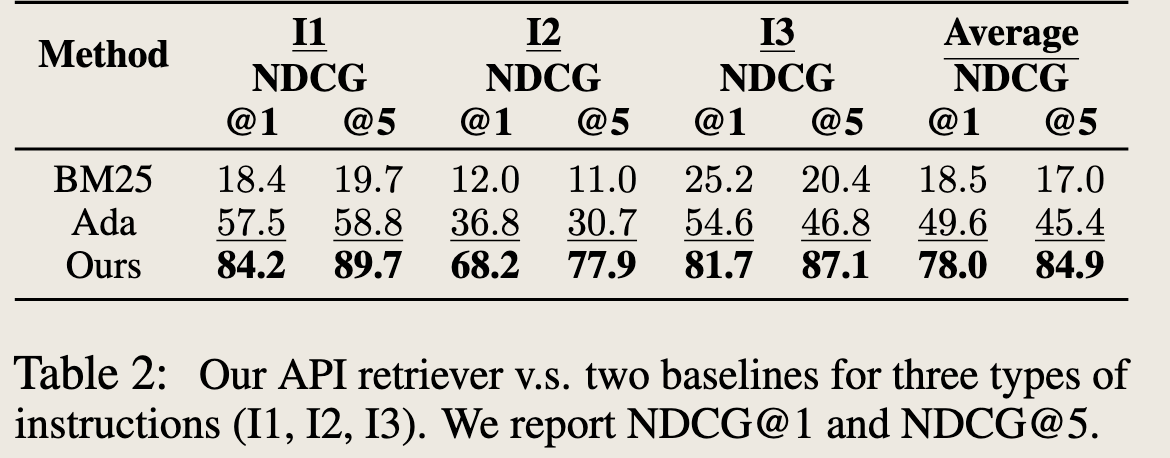 Method I1 I2 I3 Average
NDCG NDCG NDCG NDCG
@1 @5 @1 @5 @1 @5 @1 @5
BM25 18.4 19.7 12.0 11.0 25.2 20.4 18.5 17.0
Ada 57.5 58.8 36.8 30.7 54.6 46.8 49.6 45.4
Ours 84.2 89.7 68.2 77.9 81.7 87.1 78.0 84.9
Table 2: Our API retriever v.s. two baselines for three types of
instructions (I1, I2, I3). We report NDCG@1 and NDCG@5.